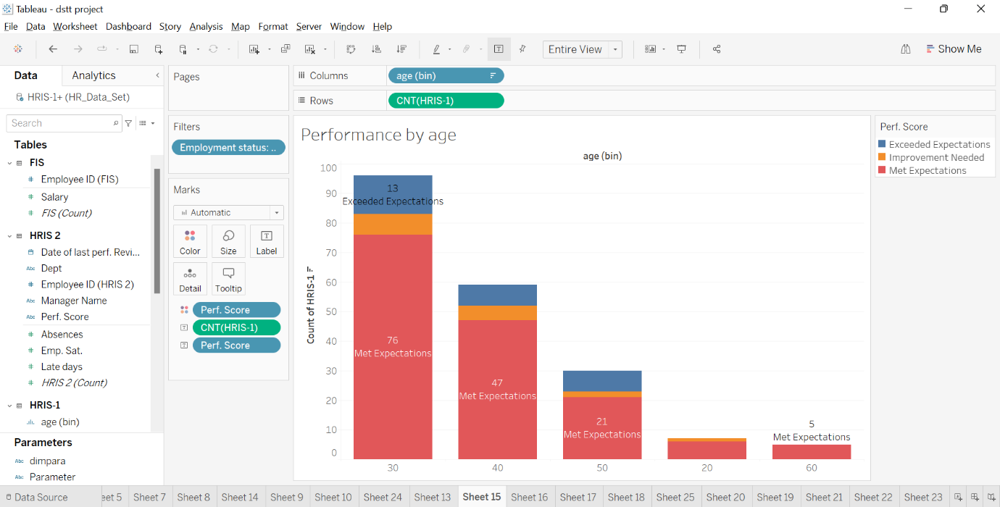 Tableau - dstt project
File Data Worksheet Dashboard Story Analysis Map Format Server Window Help
Entire View
Show Me
Data Analytics
HRIS-1+ (HR_Data_Set)
Search
Tables
FIS
Employee ID (FIS)
Salary
FIS (Count)
HRIS 2
Date of last perf. Revi...
Abc Dept
Employee ID (HRIS 2)
Abc Manager Name
Abc Perf. Score
Absences
Emp. Sat.
Late days
HRIS 2 (Count)
HRIS-1
age (bin)
Parameters
Abc dimpara
Abc Parameter
Pages
Filters
Employment status: ..
Marks
Automatic
Color Size Label
Detail Tooltip
Perf. Score
CNT(HRIS-1)
Perf. Score
Columns age (bin)
Rows CNT(HRIS-1)
Performance by age
age (bin)
Count of HRIS-1
100
90
80
70
60
50
40
30
20
10
0
13
Exceeded Expectations
76
Met Expectations
47
Met Expectations
21
Met Expectations
5
Met Expectations
30 40 50 20 60
Perf. Score
Exceeded Expectations
Improvement Needed
Met Expectations
Data Source eet 5 Sheet 7 Sheet 8 Sheet 14 Sheet 9 Sheet 10 Sheet 24 Sheet 13 Sheet 15 Sheet 16 Sheet 17 Sheet 18 Sheet 25 Sheet 20 Sheet 19 Sheet 21 Sheet 22 Sheet 23